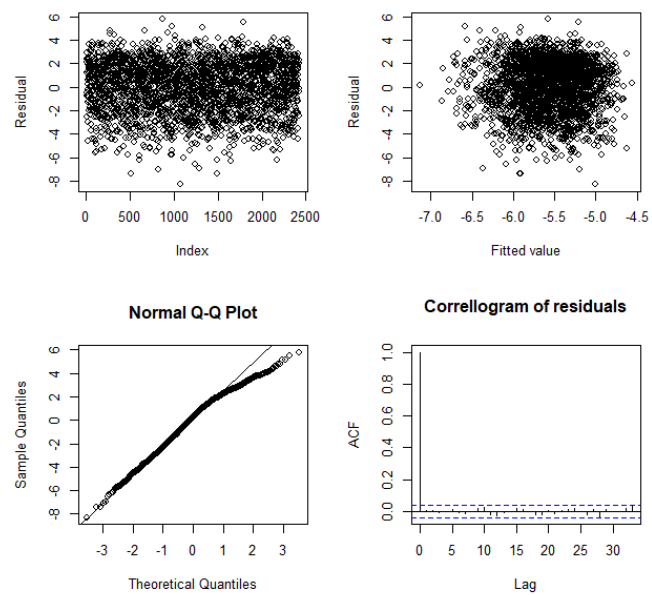 Residual
6
4
2
0
-2
-4
-6
-8
0 500 1000 1500 2000 2500
Index
Residual
6
4
2
0
-2
-4
-6
-8
-7.0 -6.5 -6.0 -5.5 -5.0 -4.5
Fitted value
Normal Q-Q Plot
Sample Quantiles
6
4
2
0
-2
-4
-6
-8
-3 -2 -1 0 1 2 3
Theoretical Quantiles
Correllogram of residuals
ACF
1.0
0.8
0.6
0.4
0.2
0.0
0 5 10 15 20 25 30
Lag